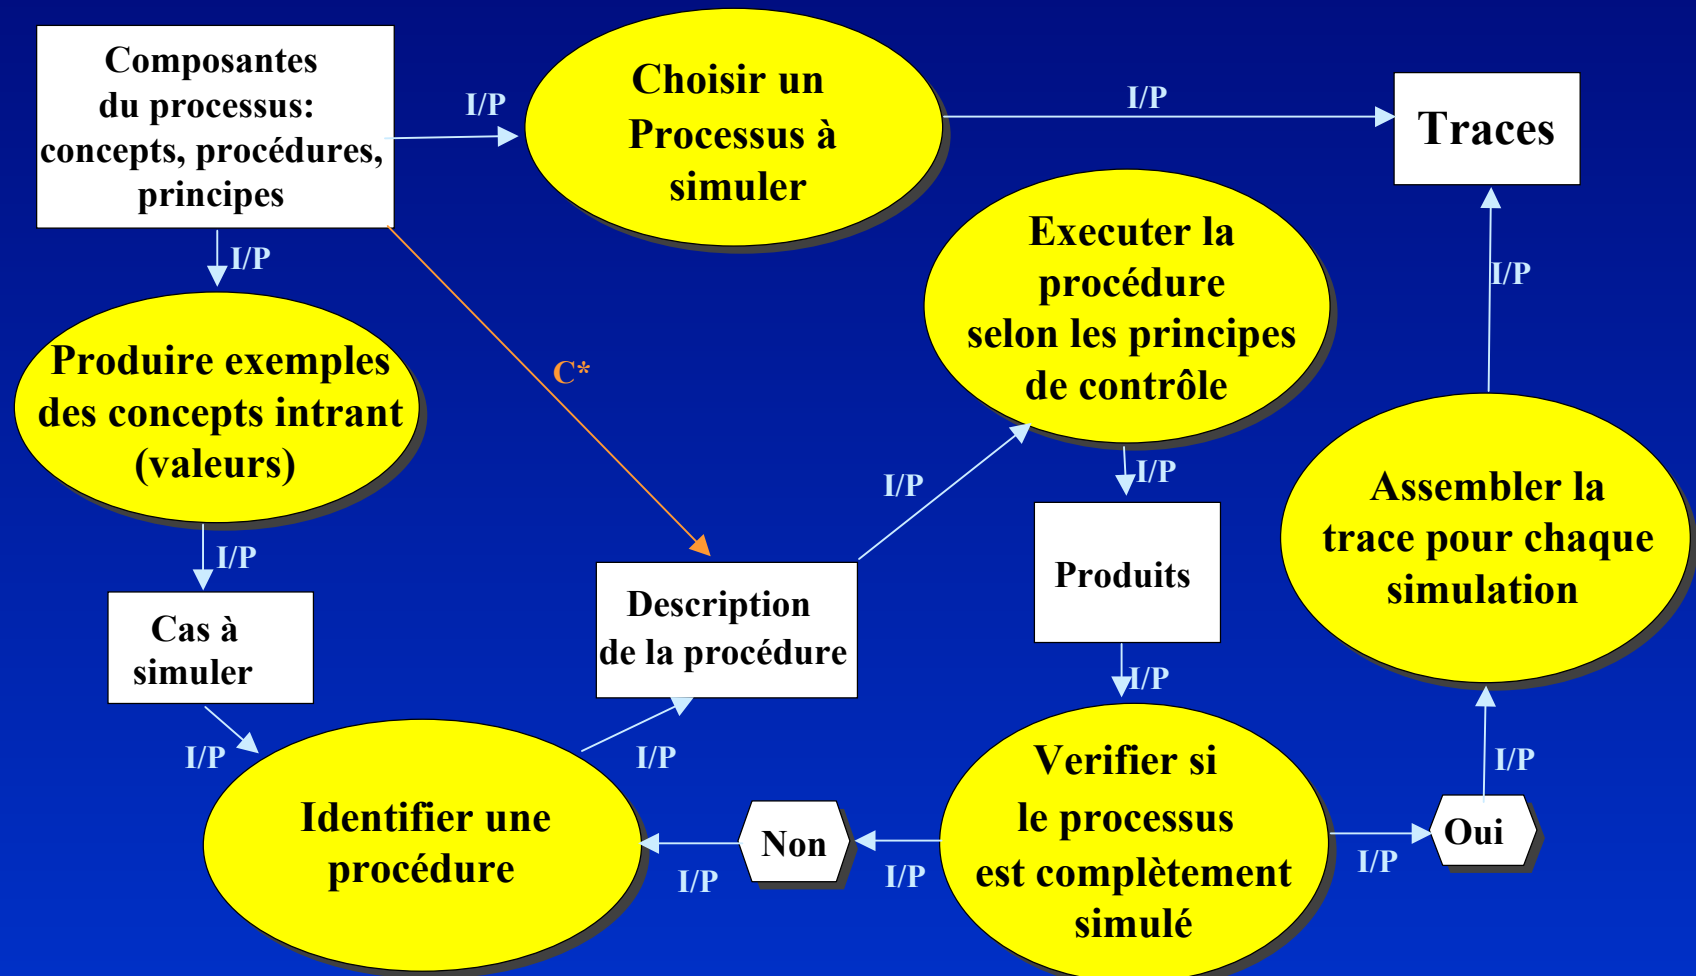 Composantes
du processus:
concepts, procédures,
principes
I/P
Choisir un
Processus à
simuler
I/P
Traces
I/P
Produire exemples
des concepts intrant
(valeurs)
C*
Executer la
procédure
selon les principes
de contrôle
I/P
I/P
I/P
I/P
Cas à
simuler
Description
de la procédure
Produits
Assembler la
trace pour chaque
simulation
I/P
I/P
I/P
Identifier une
procédure
I/P
Non
I/P
Verifier si
le processus
est complètement
simulé
I/P
Oui
I/P